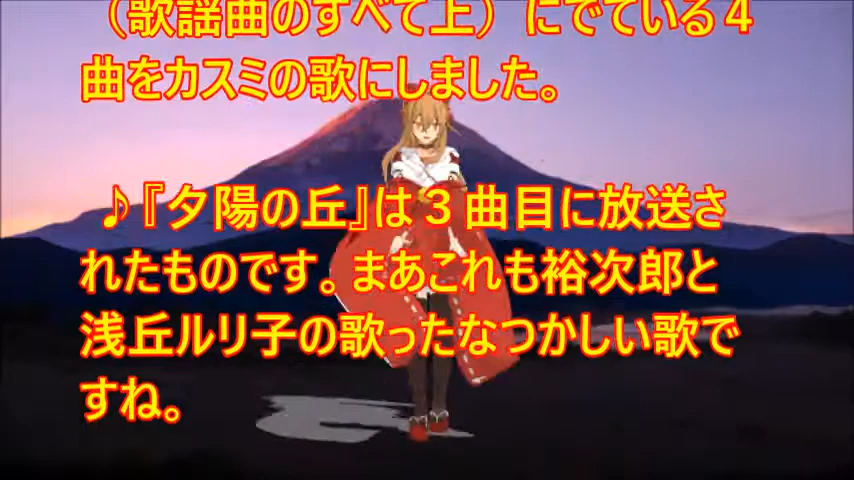 （歌謡曲のすべて上）にでている４
曲をカスミの歌にしました。
♪『夕陽の丘』は３曲目に放送さ
れたものです。まあこれも裕次郎と
浅丘ルリ子の歌ったなつかしい歌で
すね。